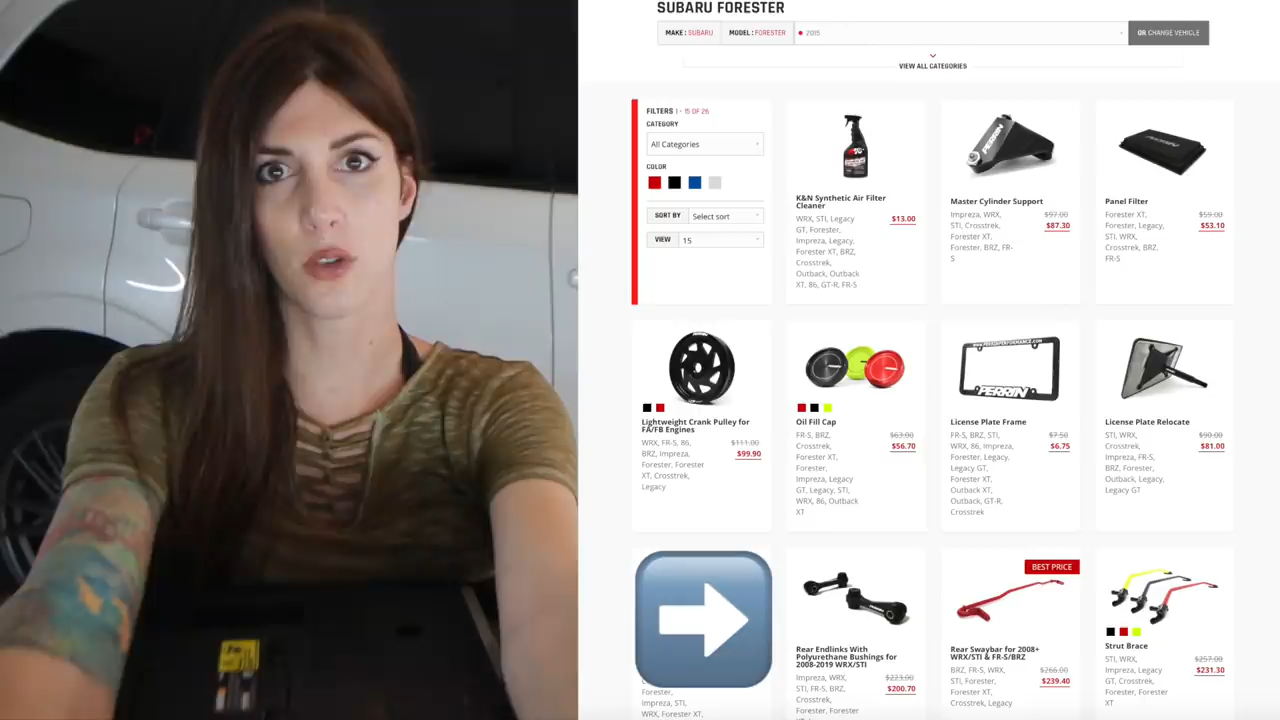 SUBARU FORESTER
MAKE : SUBARU
MODEL : FORESTER
2015
OR CHANGE VEHICLE
VIEW ALL CATEGORIES
FILTERS 1 - 15 OF 26
CATEGORY
All Categories
COLOR
SORT BY
Select sort
VIEW
15
K&N Synthetic Air Filter
Cleaner
WRX, STI, Legacy
GT, Forester,
Impreza, Legacy,
Forester XT, BRZ,
Crosstrek,
Outback, Outback
XT, 86, GT-R, FR-S
$13.00
PERRIN
Master Cylinder Support
Impreza, WRX,
STI, Crosstrek,
Forester XT,
Forester, BRZ, FR-
S
$97.00
$87.30
PERRIN
Panel Filter
Forester XT,
Forester, Legacy,
STI, WRX,
Crosstrek, BRZ,
FR-S
$59.00
$53.10
Lightweight Crank Pulley for
FA/FB Engines
WRX, FR-S, 86,
BRZ, Impreza,
Forester, Forester
XT, Crosstrek,
Legacy
$111.00
$99.90
Oil Fill Cap
FR-S, BRZ,
Crosstrek,
Forester XT,
Forester,
Impreza, Legacy
GT, Legacy, STI,
WRX, 86, Outback
XT
$63.00
$56.70
WWW.PERRINPERFORMANCE.COM
PERRIN
License Plate Frame
FR-S, BRZ, STI,
WRX, 86, Impreza,
Forester, Legacy,
Legacy GT,
Forester XT,
Outback XT,
Outback, GT-R,
Crosstrek
$7.50
$6.75
License Plate Relocate
STI, WRX,
Crosstrek,
Impreza, FR-S,
BRZ, Forester,
Outback, Legacy,
Legacy GT
$90.00
$81.00
Forester,
Impreza, STI,
WRX, Forester XT,
Rear Endlinks With
Polyurethane Bushings for
2008-2019 WRX/STI
Impreza, WRX,
STI, FR-S, BRZ,
Crosstrek,
Forester, Forester
$223.00
$200.70
BEST PRICE
Rear Swaybar for 2008+
WRX/STI & FR-S/BRZ
BRZ, FR-S, WRX,
STI, Forester,
Forester XT,
Crosstrek, Legacy
$266.00
$239.40
Strut Brace
STI, WRX,
Impreza, Legacy
GT, Crosstrek,
Forester, Forester
XT
$257.00
$231.30